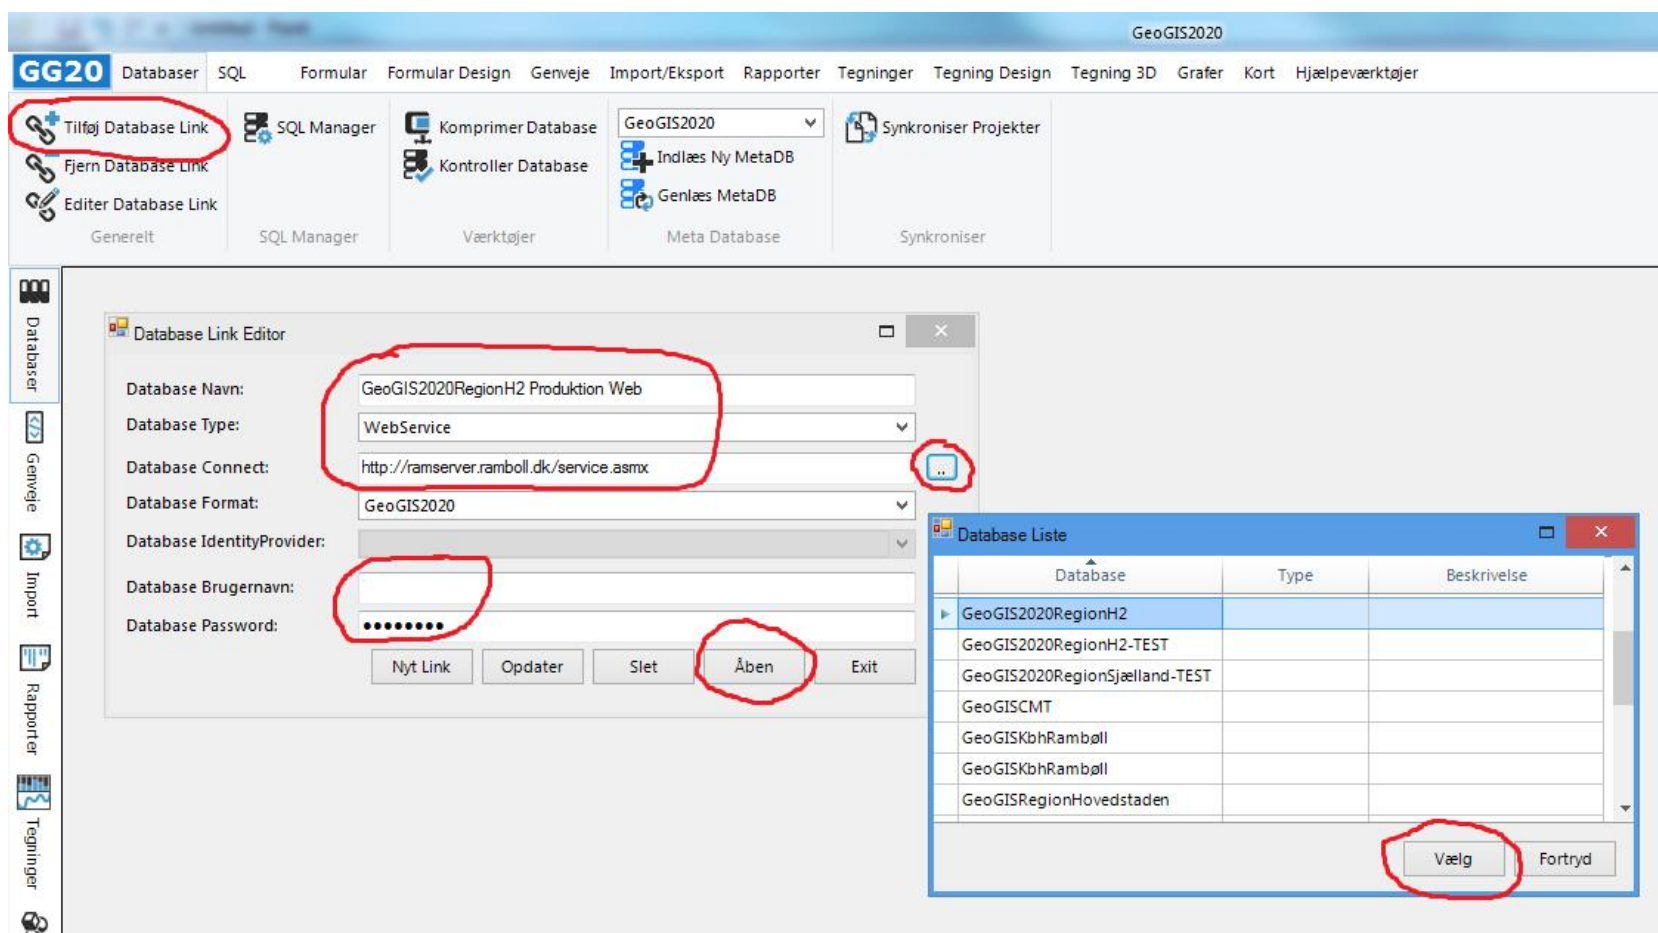 GeoGIS2020
GG20 Databaser SQL Formular Formular Design Genveje Import/Eksport Rapporter Tegninger Tegning Design Tegning 3D Grafer Kort Hjælpeværktøjer
Tilføj Database Link SQL Manager Komprimer Database GeoGIS2020 Synkroniser Projekter
Fjern Database Link Kontroller Database Indlæs Ny MetaDB
Editer Database Link Genlæs MetaDB
Generelt SQL Manager Værktøjer Meta Database Synkroniser
Databaser
Genveje
Import
Rapporter
Tegninger
Database Link Editor
Database Navn: GeoGIS2020RegionH2 Produktion Web
Database Type: WebService
Database Connect: http://ramserver.ramboll.dk/service.asmx ..
Database Format: GeoGIS2020
Database IdentityProvider:
Database Brugernavn:
Database Password: ••••••••
Nyt Link Opdater Slet Åben Exit
Database Liste
Database Type Beskrivelse
GeoGIS2020RegionH2
GeoGIS2020RegionH2-TEST
GeoGIS2020RegionSjælland-TEST
GeoGISCMT
GeoGISKbhRambøll
GeoGISKbhRambøll
GeoGISRegionHovedstaden
Vælg Fortryd